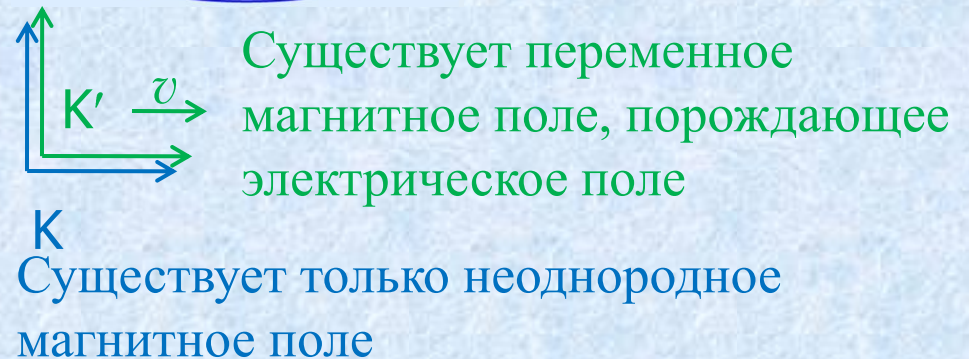 Существует переменное
K′ v магнитное поле, порождающее
электрическое поле
K
Существует только неоднородное
магнитное поле